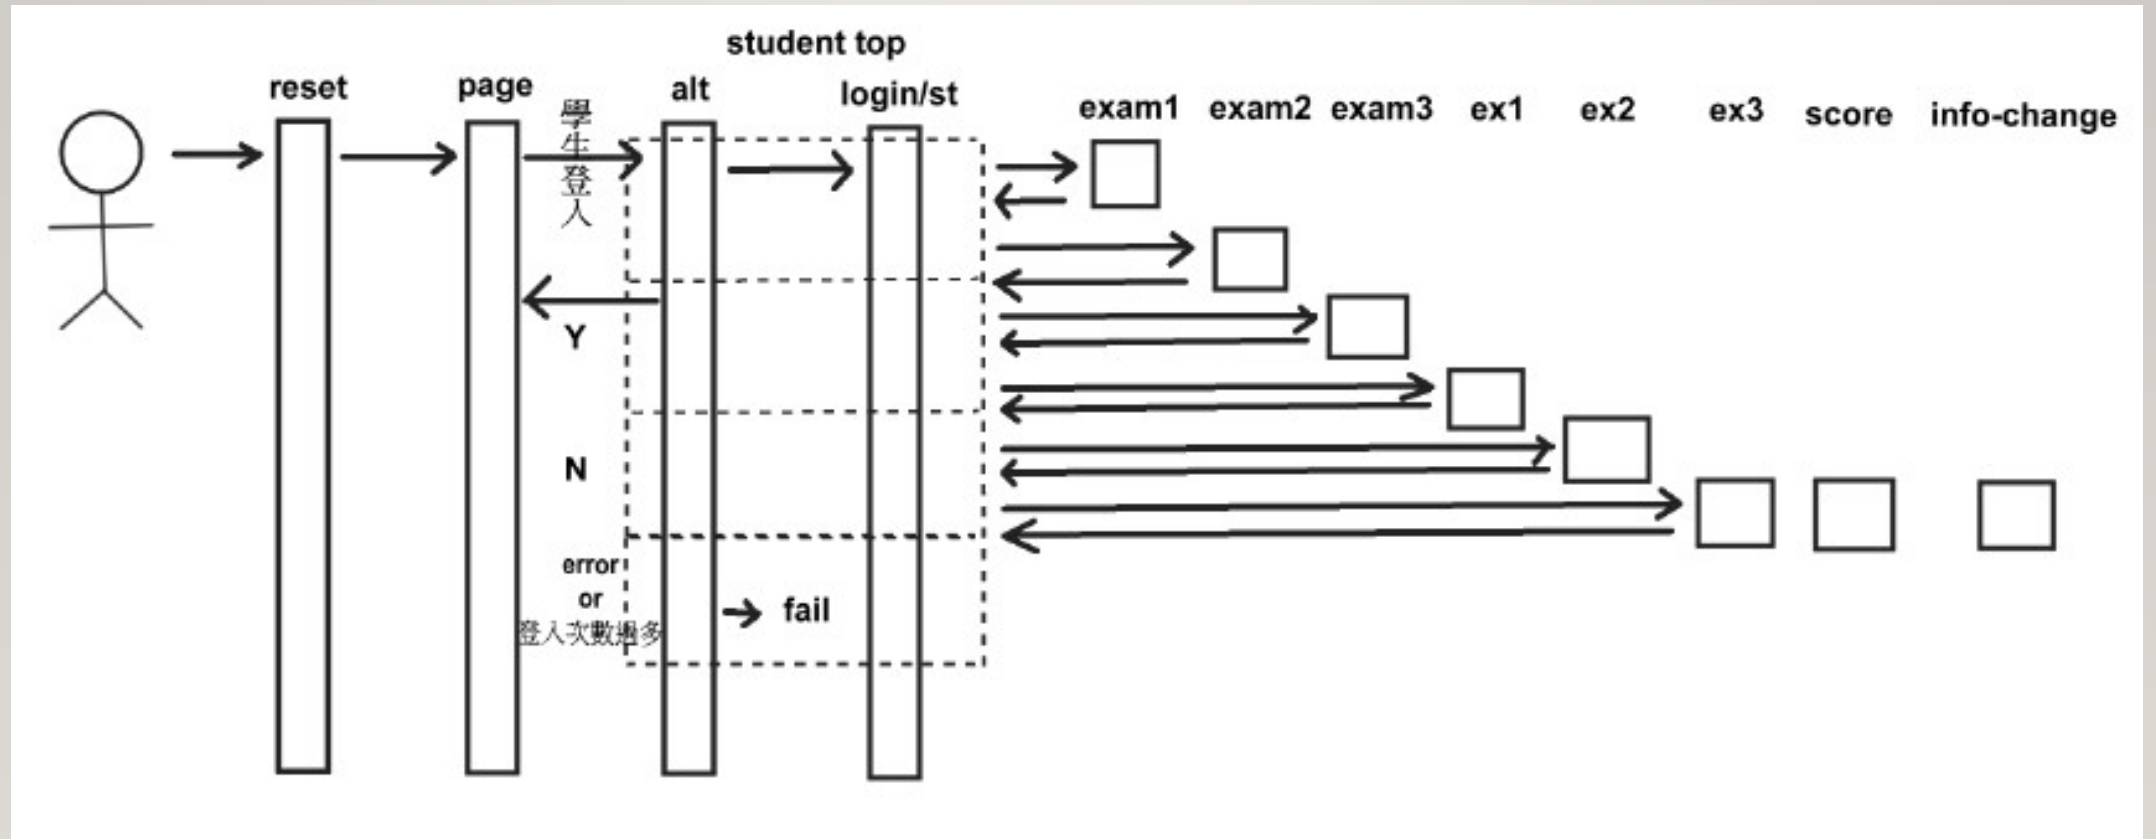 student top
reset
page
alt
login/st
exam1
exam2
exam3
ex1
ex2
ex3
score
info-change
學生登入
Y
N
error
or
登入次數過多
fail